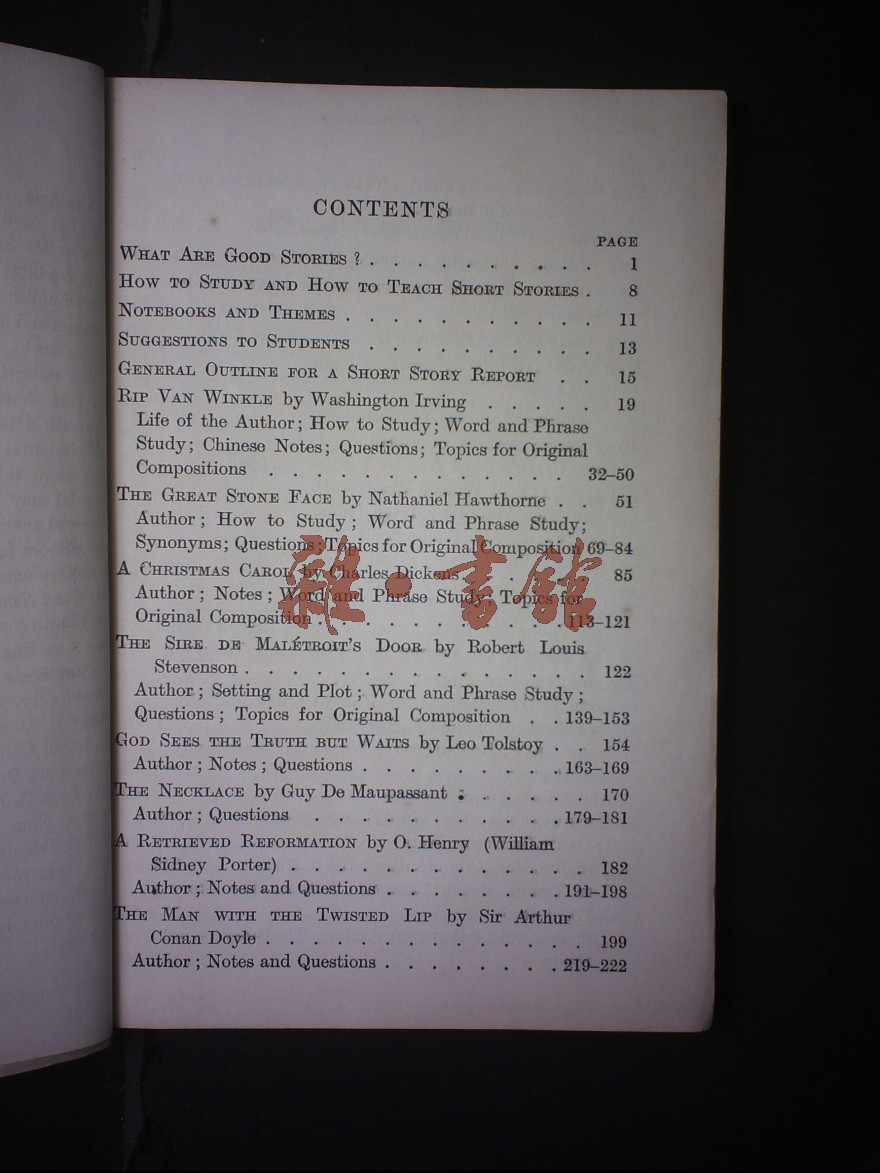 CONTENTS
PAGE
WHAT ARE GOOD STORIES ? . . . . . . . . . . 1
HOW TO STUDY AND HOW TO TEACH SHORT STORIES . 8
NOTEBOOKS AND THEMES . . . . . . . . . . . 11
SUGGESTIONS TO STUDENTS . . . . . . . . . . 13
GENERAL OUTLINE FOR A SHORT STORY REPORT . . 15
RIP VAN WINKLE by Washington Irving . . . . . 19
Life of the Author; How to Study; Word and Phrase
Study; Chinese Notes; Questions; Topics for Original
Compositions . . . . . . . . . . . . . 32–50
THE GREAT STONE FACE by Nathaniel Hawthorne . . 51
Author; How to Study; Word and Phrase Study;
Synonyms; Questions; Topics for Original Composition 69–84
A CHRISTMAS CAROL by Charles Dickens . . . . . 85
Author; Notes; Word and Phrase Study; Topics for
Original Composition . . . . . . . . . . . 113–121
THE SIRE DE MALÉTROIT'S DOOR by Robert Louis
Stevenson . . . . . . . . . . . . . . . 122
Author; Setting and Plot; Word and Phrase Study;
Questions; Topics for Original Composition . . 139–153
GOD SEES THE TRUTH BUT WAITS by Leo Tolstoy . . 154
Author; Notes; Questions . . . . . . . . . 163–169
THE NECKLACE by Guy De Maupassant . . . . . . 170
Author; Questions . . . . . . . . . . . 179–181
A RETRIEVED REFORMATION by O. Henry (William
Sidney Porter) . . . . . . . . . . . . . 182
Author; Notes and Questions . . . . . . . . 191–198
THE MAN WITH THE TWISTED LIP by Sir Arthur
Conan Doyle . . . . . . . . . . . . . . 199
Author; Notes and Questions . . . . . . . . 219–222
雜·書館